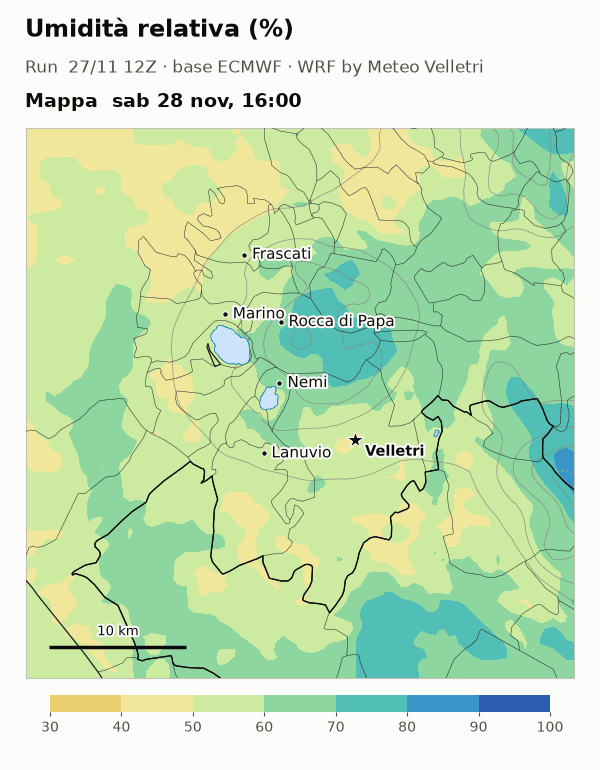 Umidità relativa (%)
Run  27/11 12Z · base ECMWF · WRF by Meteo Velletri
Mappa  sab 28 nov, 16:00
Frascati
Marino
Rocca di Papa
Nemi
Velletri
Lanuvio
10 km
30 40 50 60 70 80 90 100